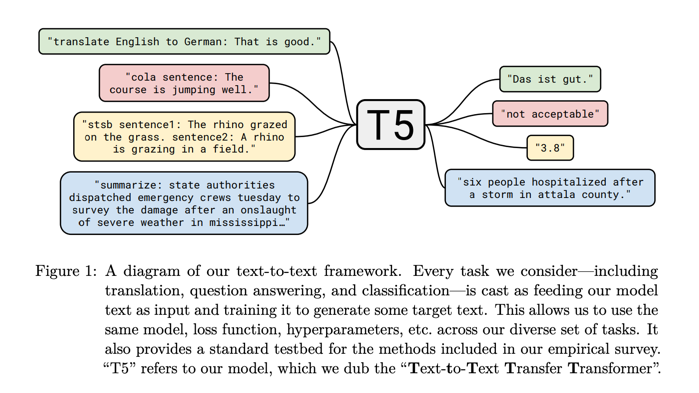 "translate English to German: That is good."
"cola sentence: The
course is jumping well."
"stsb sentence1: The rhino grazed
on the grass. sentence2: A rhino
is grazing in a field."
"summarize: state authorities
dispatched emergency crews tuesday to
survey the damage after an onslaught
of severe weather in mississippi…"
T5
"Das ist gut."
"not acceptable"
"3.8"
"six people hospitalized after
a storm in attala county."
Figure 1: A diagram of our text-to-text framework. Every task we consider—including
translation, question answering, and classification—is cast as feeding our model
text as input and training it to generate some target text. This allows us to use the
same model, loss function, hyperparameters, etc. across our diverse set of tasks. It
also provides a standard testbed for the methods included in our empirical survey.
“T5” refers to our model, which we dub the “Text-to-Text Transfer Transformer”.